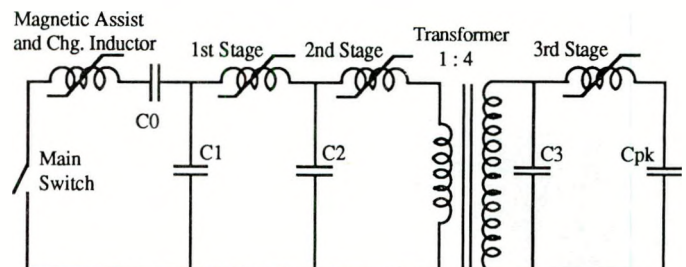 Magnetic Assist
and Chg. Inductor
1st Stage
2nd Stage
Transformer
1 : 4
3rd Stage
C0
Main
Switch
C1
C2
C3
Cpk